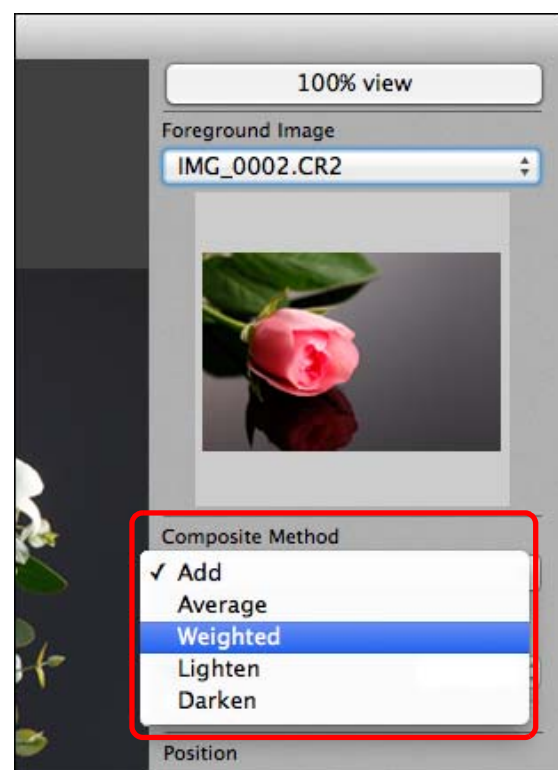 100% view
Foreground Image
IMG_0002.CR2
Composite Method
✓ Add
Average
Weighted
Lighten
Darken
Position